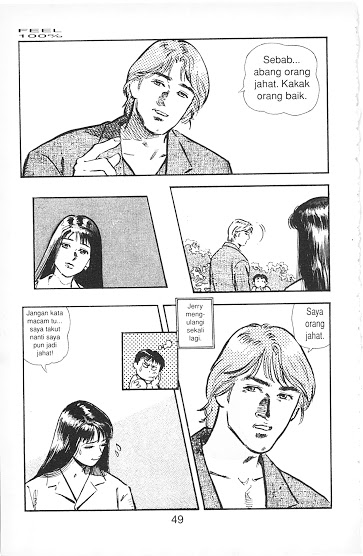 FEEL
100%
Sebab...
abang orang
jahat. Kakak
orang baik.
Jangan kata
macam tu...
saya takut
nanti saya
pun jadi
jahat!
Jerry
meng-
ulangi
sekali
lagi.
Saya
orang
jahat.
49